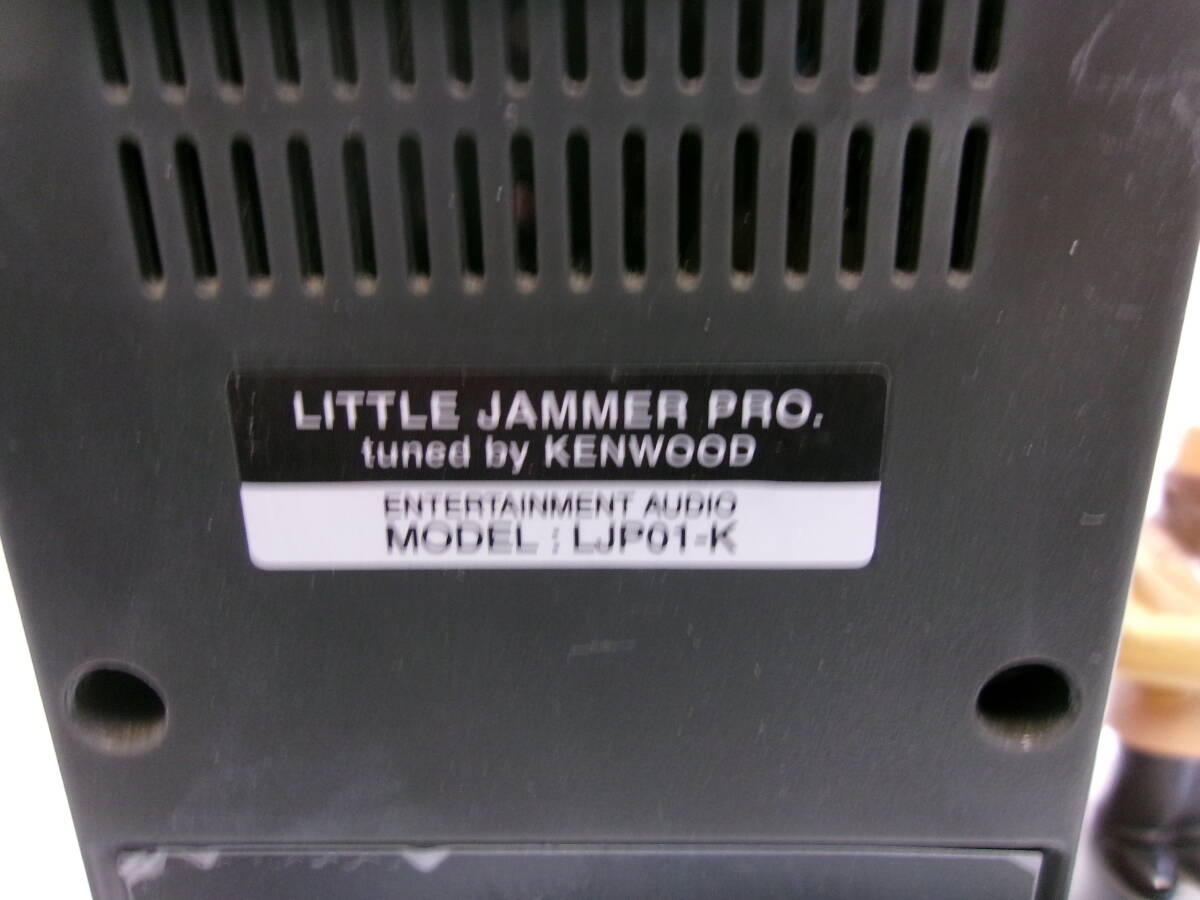 LITTLE JAMMER PRO.
tuned by KENWOOD
ENTERTAINMENT AUDIO
MODEL : LJP01-K